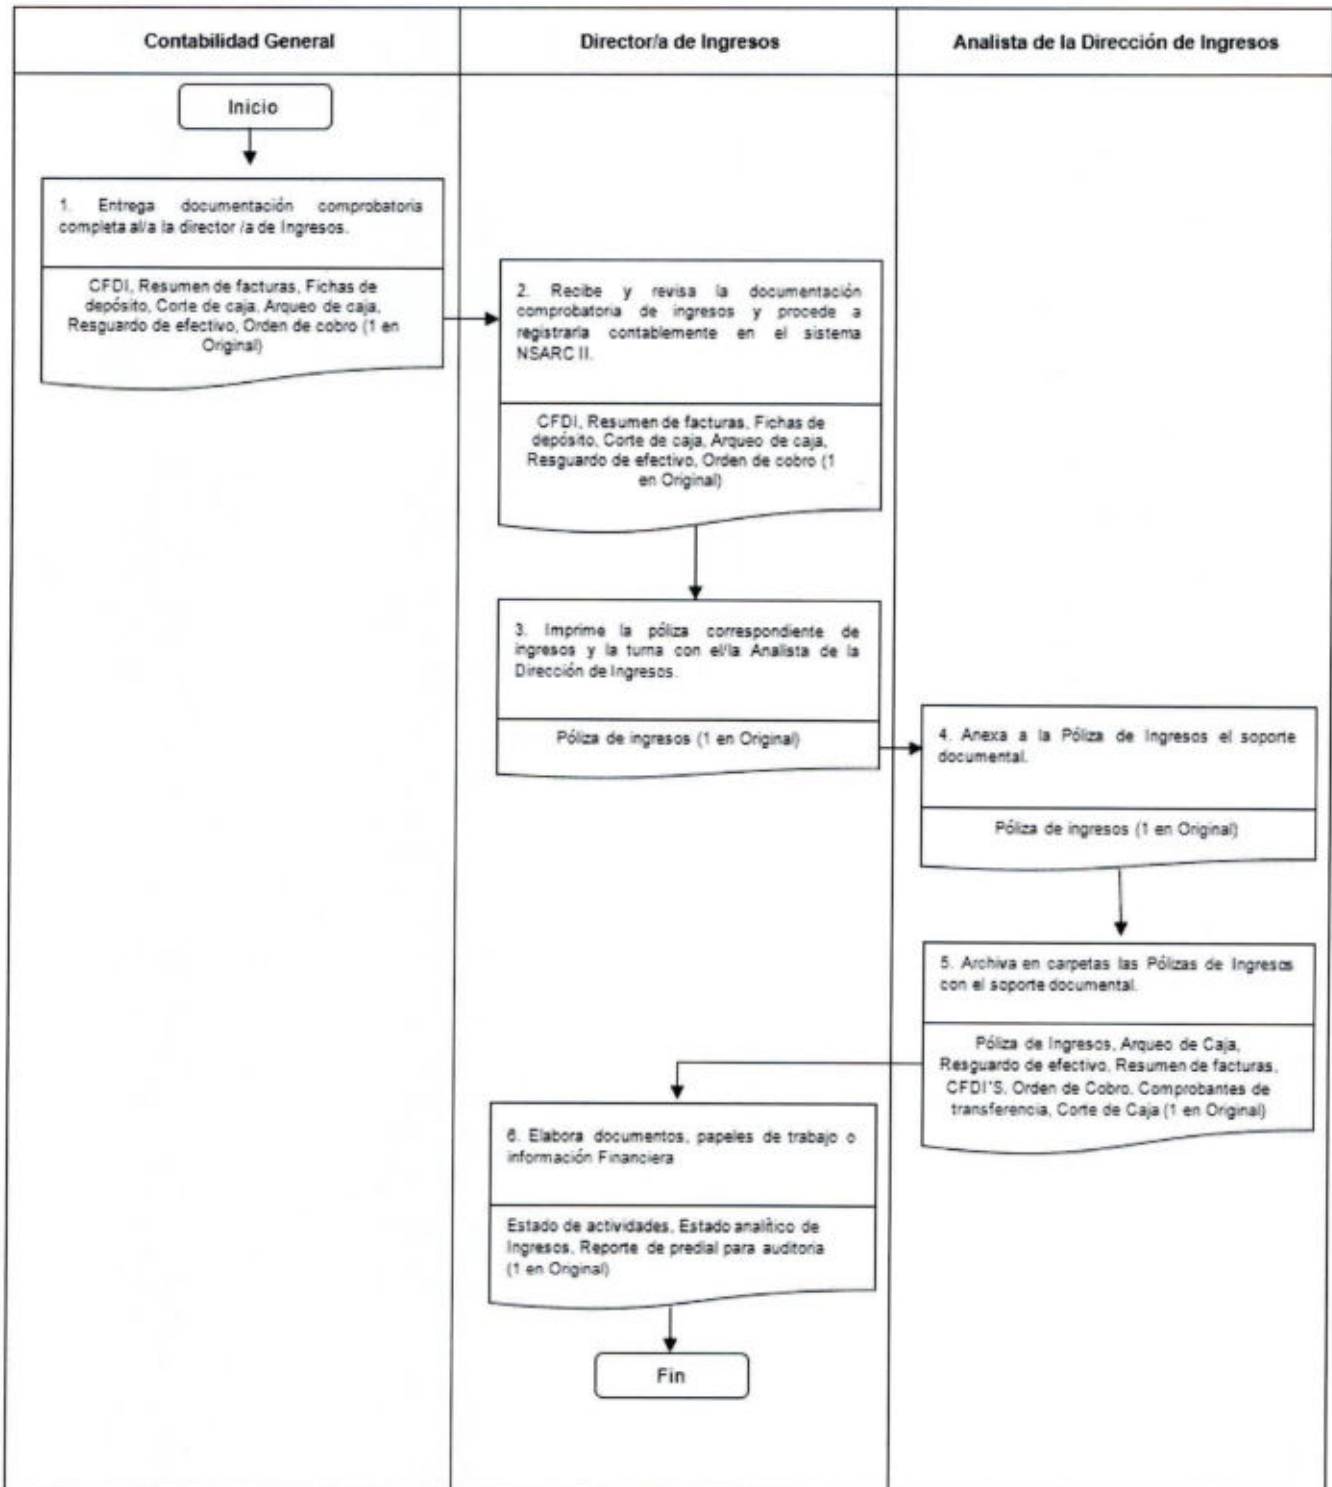 Contabilidad General
Director/a de Ingresos
Analista de la Dirección de Ingresos
Inicio
1. Entrega documentación comprobatoria
completa al/a la director /a de Ingresos.
CFDI, Resumen de facturas, Fichas de
depósito, Corte de caja, Arqueo de caja,
Resguardo de efectivo, Orden de cobro (1 en
Original)
2. Recibe y revisa la documentación
comprobatoria de ingresos y procede a
registrarla contablemente en el sistema
NSARC II.
CFDI, Resumen de facturas, Fichas de
depósito, Corte de caja, Arqueo de caja,
Resguardo de efectivo, Orden de cobro (1
en Original)
3. Imprime la póliza correspondiente de
ingresos y la turna con el/la Analista de la
Dirección de Ingresos.
Póliza de ingresos (1 en Original)
4. Anexa a la Póliza de Ingresos el soporte
documental.
Póliza de ingresos (1 en Original)
5. Archiva en carpetas las Pólizas de Ingresos
con el soporte documental.
Póliza de Ingresos, Arqueo de Caja,
Resguardo de efectivo, Resumen de facturas,
CFDI'S, Orden de Cobro, Comprobantes de
transferencia, Corte de Caja (1 en Original)
6. Elabora documentos, papeles de trabajo o
información Financiera
Estado de actividades, Estado analítico de
Ingresos, Reporte de predial para auditoria
(1 en Original)
Fin